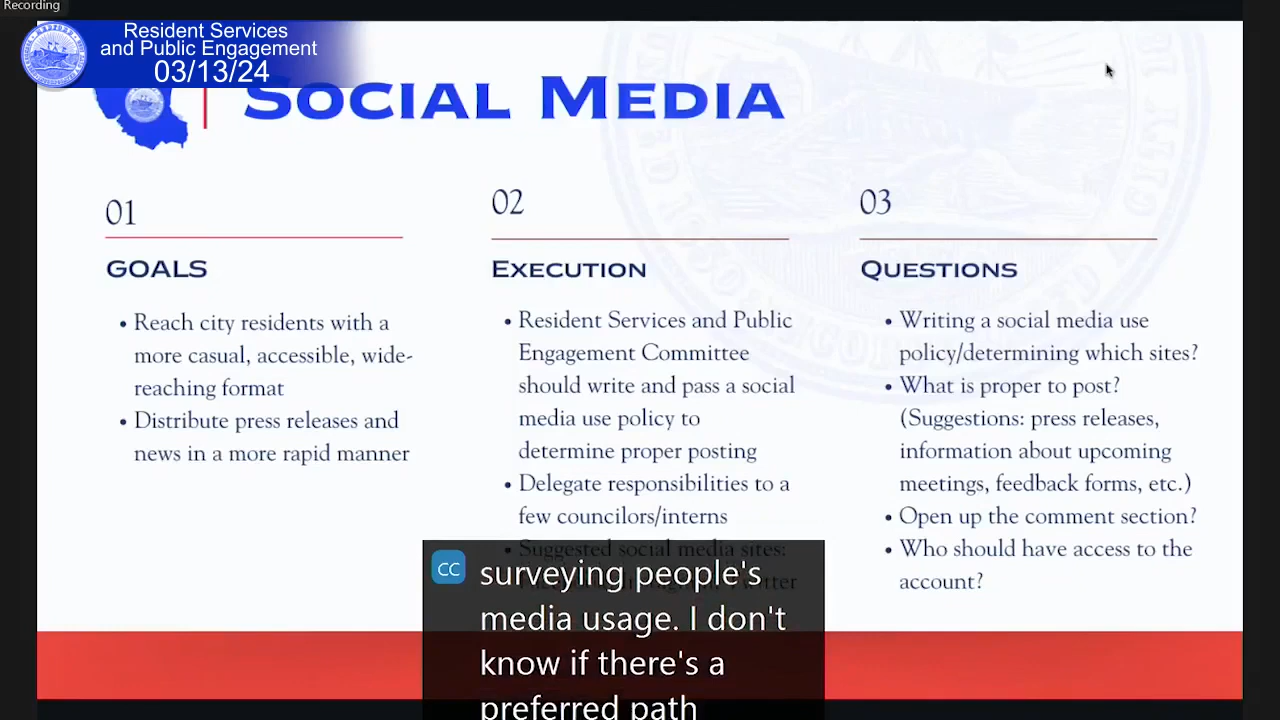 Recording
Resident Services
and Public Engagement
03/13/24
SOCIAL MEDIA
01
GOALS
• Reach city residents with a
more casual, accessible, wide-
reaching format
• Distribute press releases and
news in a more rapid manner
02
EXECUTION
• Resident Services and Public
Engagement Committee
should write and pass a social
media use policy to
determine proper posting
• Delegate responsibilities to a
few councilors/interns
• Suggested social media sites:
03
QUESTIONS
• Writing a social media use
policy/determining which sites?
• What is proper to post?
(Suggestions: press releases,
information about upcoming
meetings, feedback forms, etc.)
• Open up the comment section?
• Who should have access to the
account?
CC
surveying people's
media usage. I don't
know if there's a
preferred path